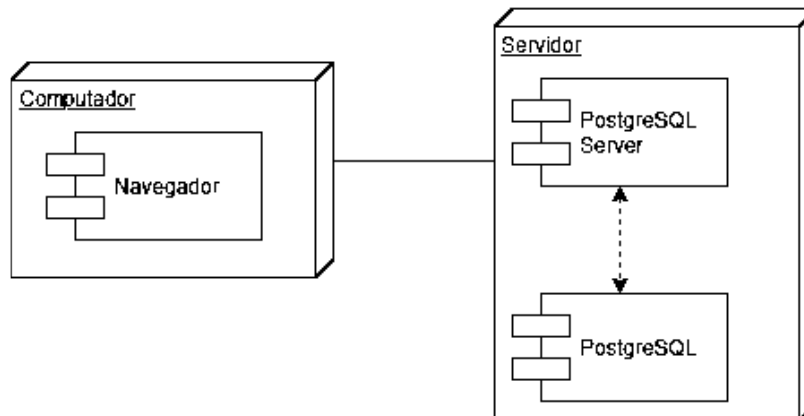 Servidor
Computador
PostgreSQL
Server
Navegador
PostgreSQL